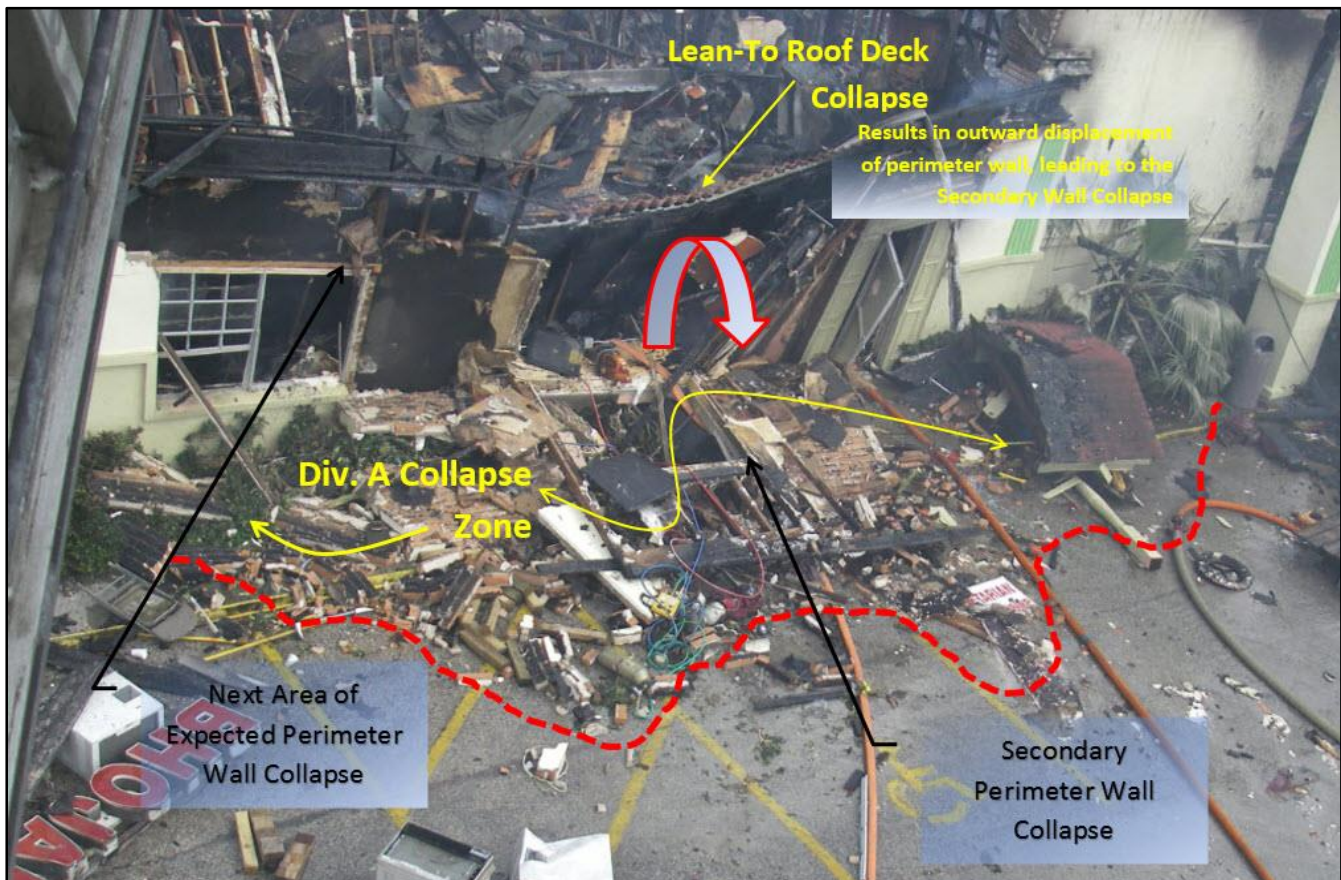 Lean-To Roof Deck
Collapse
Results in outward displacement
of perimeter wall, leading to the
Secondary Wall Collapse
Div. A Collapse
Zone
Next Area of
Expected Perimeter
Wall Collapse
Secondary
Perimeter Wall
Collapse